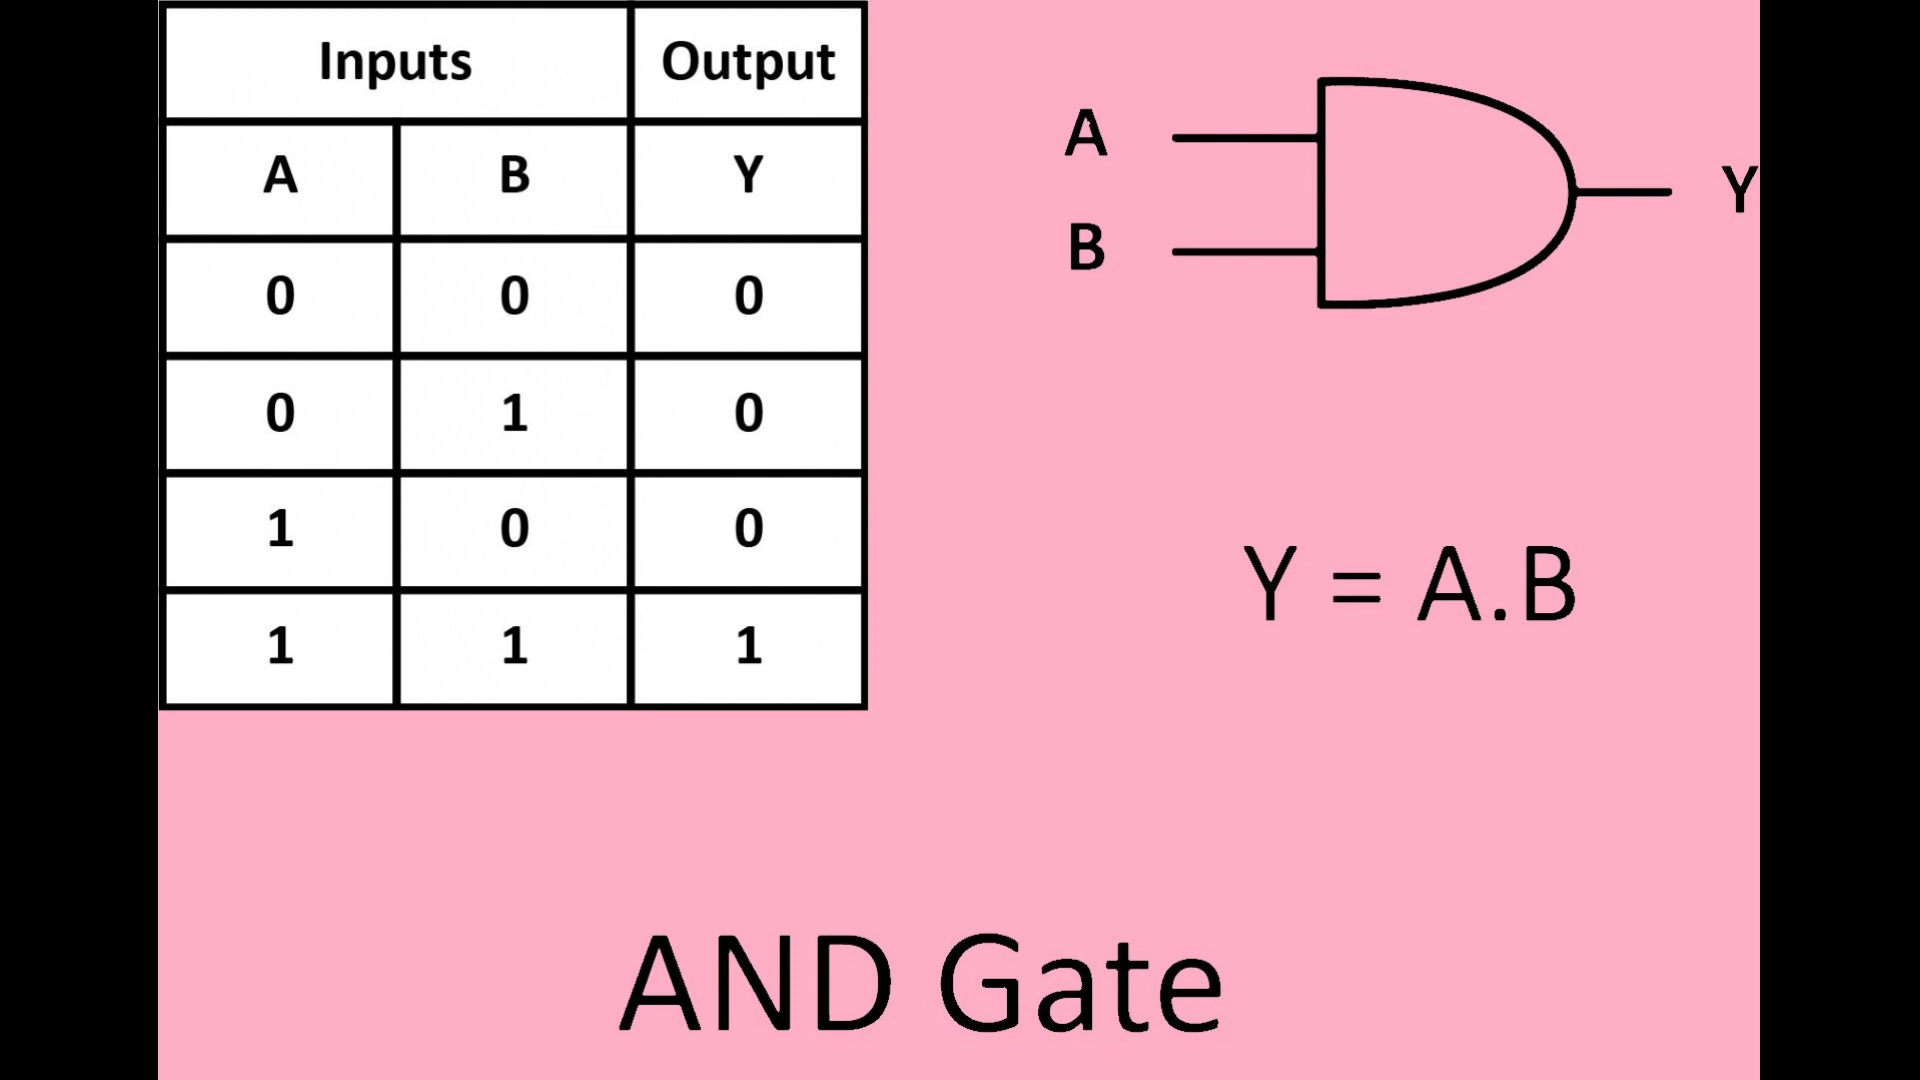 Inputs Output
A B Y
0 0 0
0 1 0
1 0 0
1 1 1
A
B
Y
Y = A.B
AND Gate